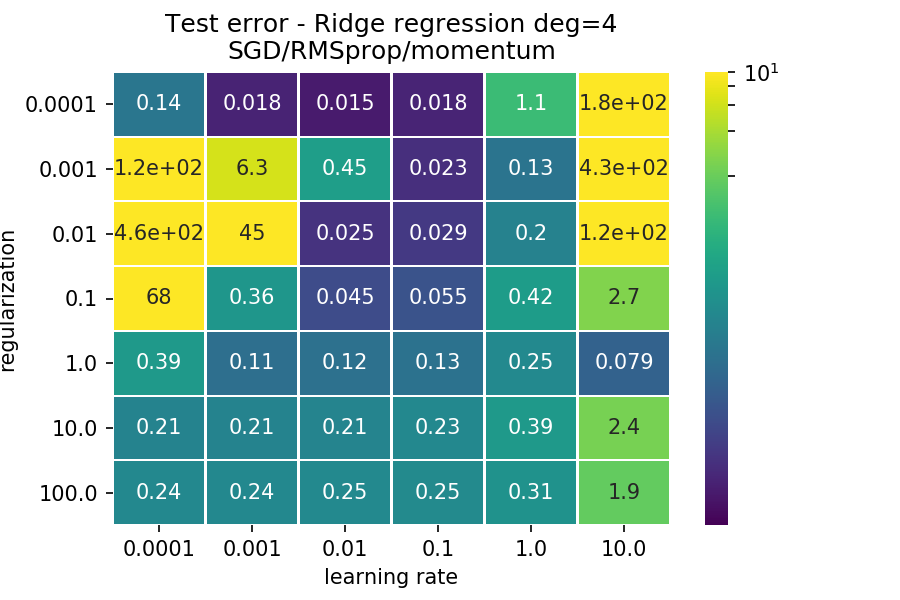 Test error - Ridge regression deg=4
SGD/RMSprop/momentum
regularization
0.0001 0.14 0.018 0.015 0.018 1.1 1.8e+02
0.001 1.2e+02 6.3 0.45 0.023 0.13 4.3e+02
0.01 4.6e+02 45 0.025 0.029 0.2 1.2e+02
0.1 68 0.36 0.045 0.055 0.42 2.7
1.0 0.39 0.11 0.12 0.13 0.25 0.079
10.0 0.21 0.21 0.21 0.23 0.39 2.4
100.0 0.24 0.24 0.25 0.25 0.31 1.9
0.0001 0.001 0.01 0.1 1.0 10.0
learning rate
10¹